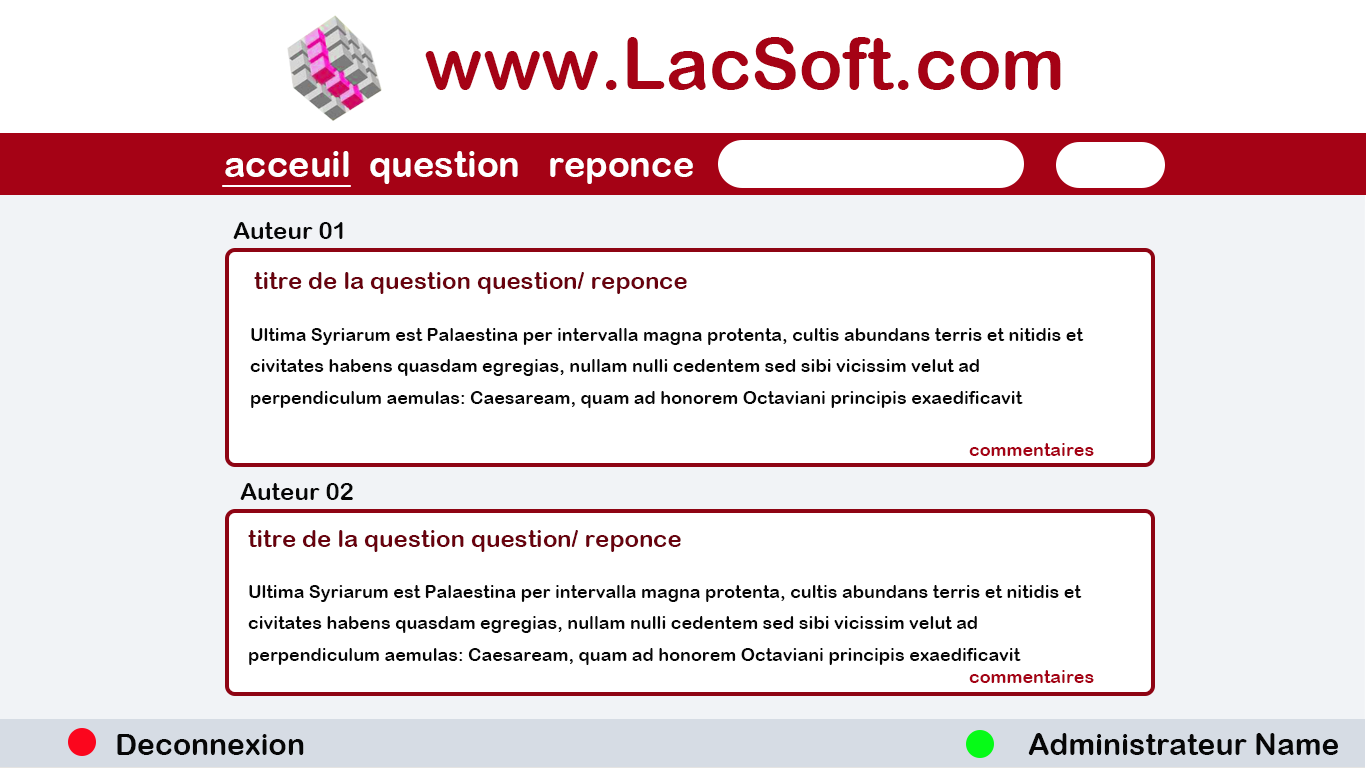 www.LacSoft.com
acceuil question reponce
Auteur 01
titre de la question question/ reponce
Ultima Syriarum est Palaestina per intervalla magna protenta, cultis abundans terris et nitidis et
civitates habens quasdam egregias, nullam nulli cedentem sed sibi vicissim velut ad
perpendiculum aemulas: Caesaream, quam ad honorem Octaviani principis exaedificavit
commentaires
Auteur 02
titre de la question question/ reponce
Ultima Syriarum est Palaestina per intervalla magna protenta, cultis abundans terris et nitidis et
civitates habens quasdam egregias, nullam nulli cedentem sed sibi vicissim velut ad
perpendiculum aemulas: Caesaream, quam ad honorem Octaviani principis exaedificavit
commentaires
Deconnexion
Administrateur Name